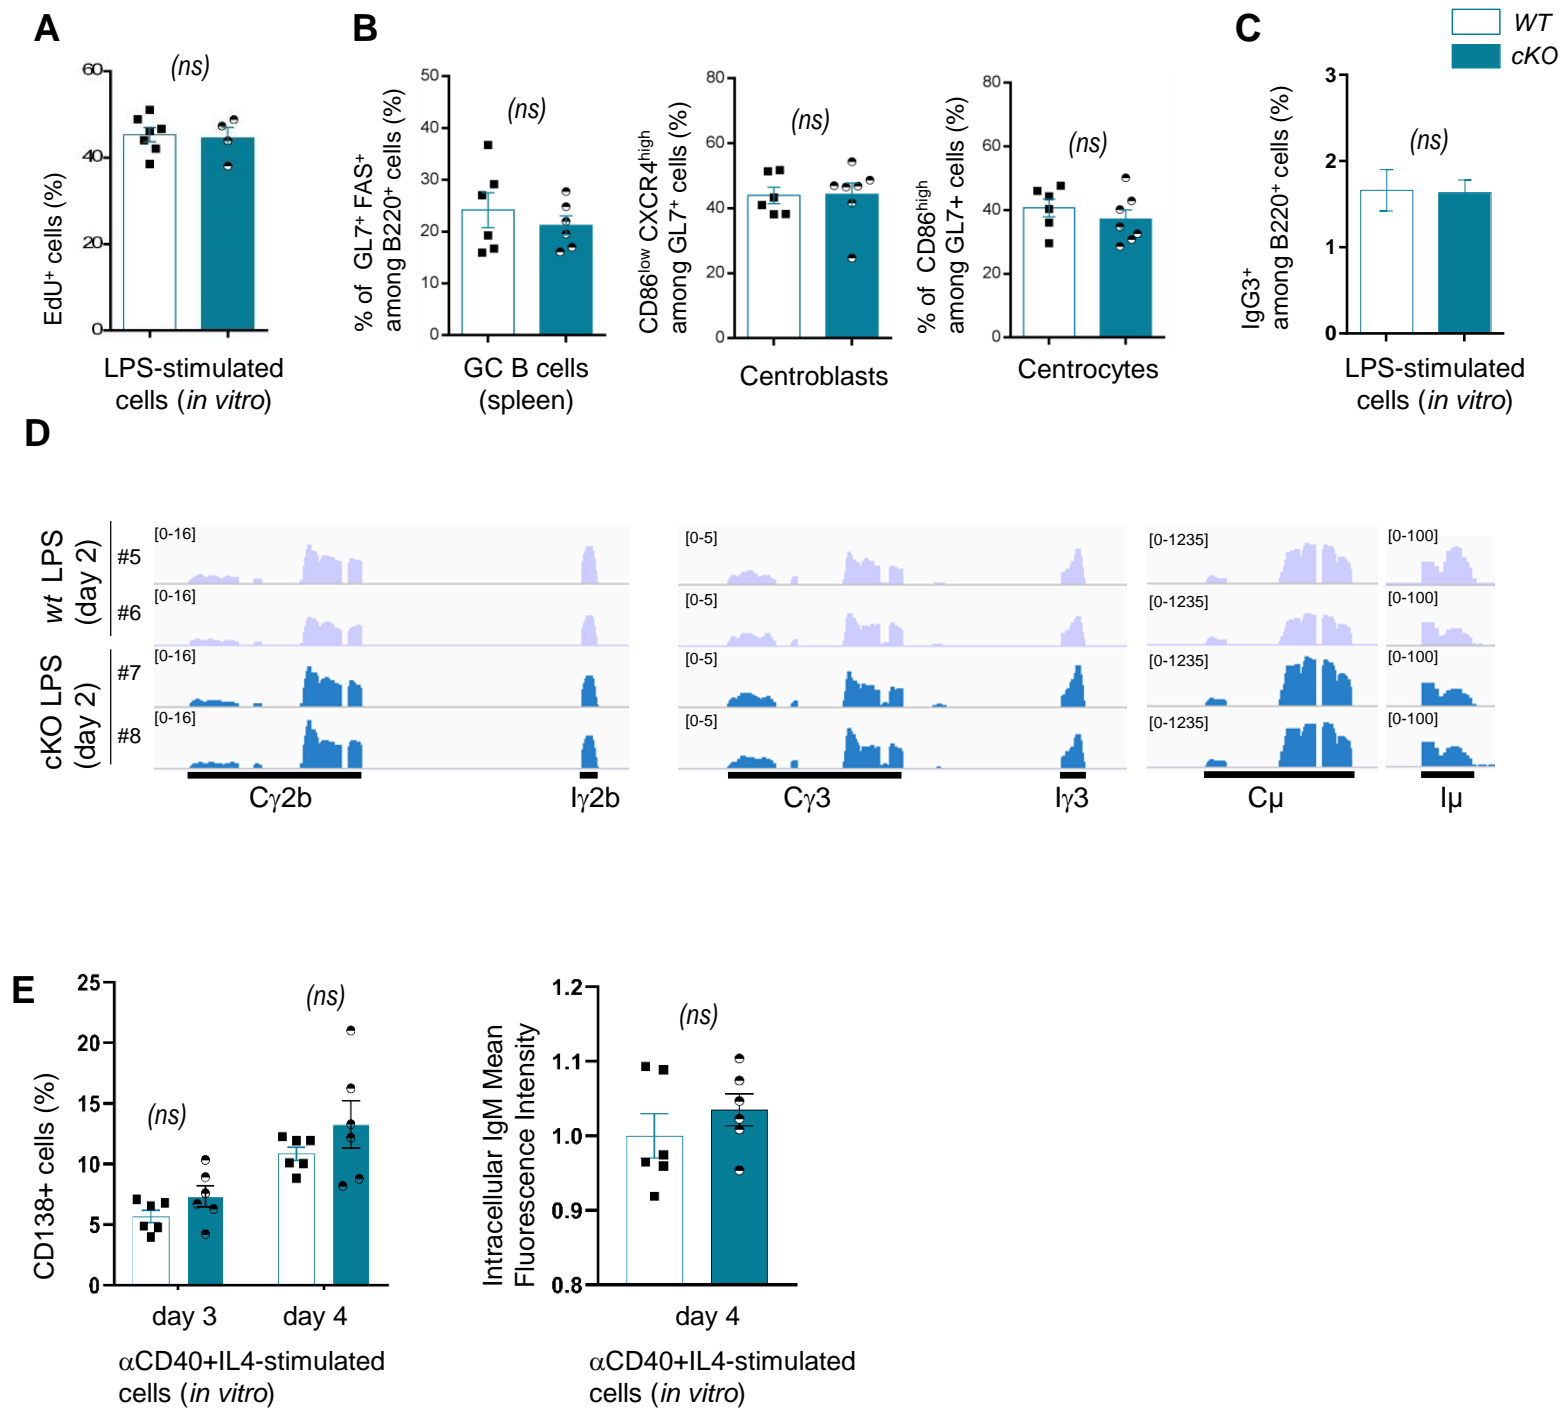 A
B
C
WT
cKO
(ns)
60
40
20
0
EdU⁺ cells (%)
LPS-stimulated
cells (in vitro)
(ns)
50
40
30
20
10
0
% of GL7⁺ FAS⁺
among B220⁺ cells (%)
GC B cells
(spleen)
(ns)
80
60
40
20
0
CD86ˡᵒʷ CXCR4ʰⁱᵍʰ
among GL7⁺ cells (%)
Centroblasts
(ns)
80
60
40
20
0
% of CD86ʰⁱᵍʰ
among GL7+ cells (%)
Centrocytes
(ns)
3
2
1
0
IgG3⁺
among B220⁺ cells (%)
LPS-stimulated
cells (in vitro)
D
wt LPS
(day 2)
cKO LPS
(day 2)
#5
[0-16]
[0-5]
[0-1235]
[0-100]
#6
[0-16]
[0-5]
[0-1235]
[0-100]
#7
[0-16]
[0-5]
[0-1235]
[0-100]
#8
[0-16]
[0-5]
[0-1235]
[0-100]
Cγ2b
Iγ2b
Cγ3
Iγ3
Cμ
Iμ
E
25
20
15
10
5
0
CD138+ cells (%)
(ns)
(ns)
day 3
day 4
αCD40+IL4-stimulated
cells (in vitro)
1.2
1.1
1.0
0.9
0.8
Intracellular IgM Mean
Fluorescence Intensity
(ns)
day 4
αCD40+IL4-stimulated
cells (in vitro)